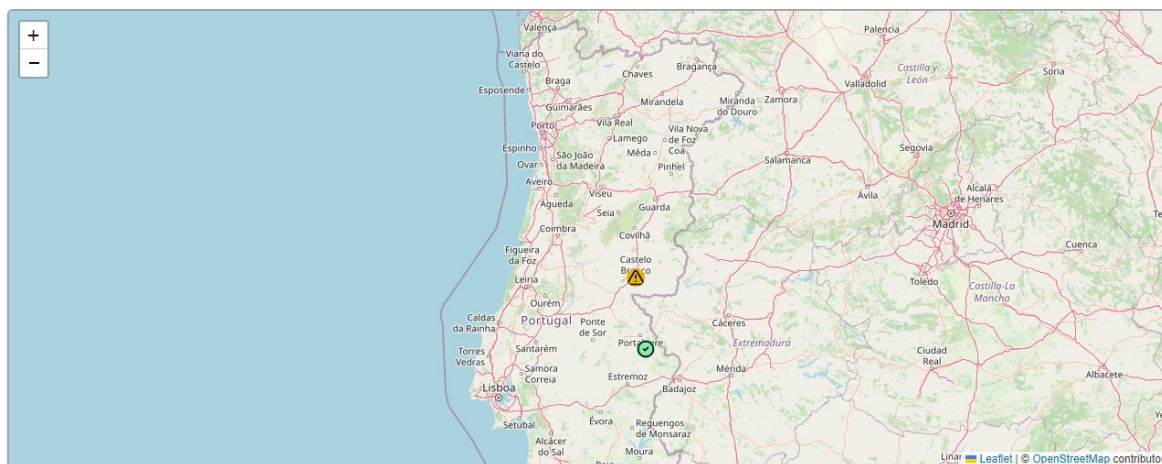 +
−
Valença
Viana do
Castelo
Chaves
Bragança
Braga
Esposende
Guimarães
Mirandela
Miranda
do Douro
Zamora
Palencia
Castilla y
León
Valladolid
Soria
Porto
Vila Real
Lamego
Vila Nova
de Foz
Coa
Espinho
São João
da Madeira
Mêda
Ovar
Pinhel
Salamanca
Segovia
Aveiro
Águeda
Viseu
Seia
Guarda
Ávila
Alcalá
de Henares
Coimbra
Covilhã
Madrid
Figueira
da Foz
Castelo
Cuenca
Leiria
Ourém
Toledo
Castilla-La
Mancha
Caldas
da Rainha
Portugal
Ponte
de Sor
Cáceres
Extremadura
Torres
Vedras
Santarém
Samora
Correia
Ciudad
Real
Estremoz
Mérida
Albacete
Lisboa
Badajoz
Setúbal
Évora
Reguengos
de Monsaraz
Alcácer
do Sal
Moura
Leaflet | © OpenStreetMap contributor